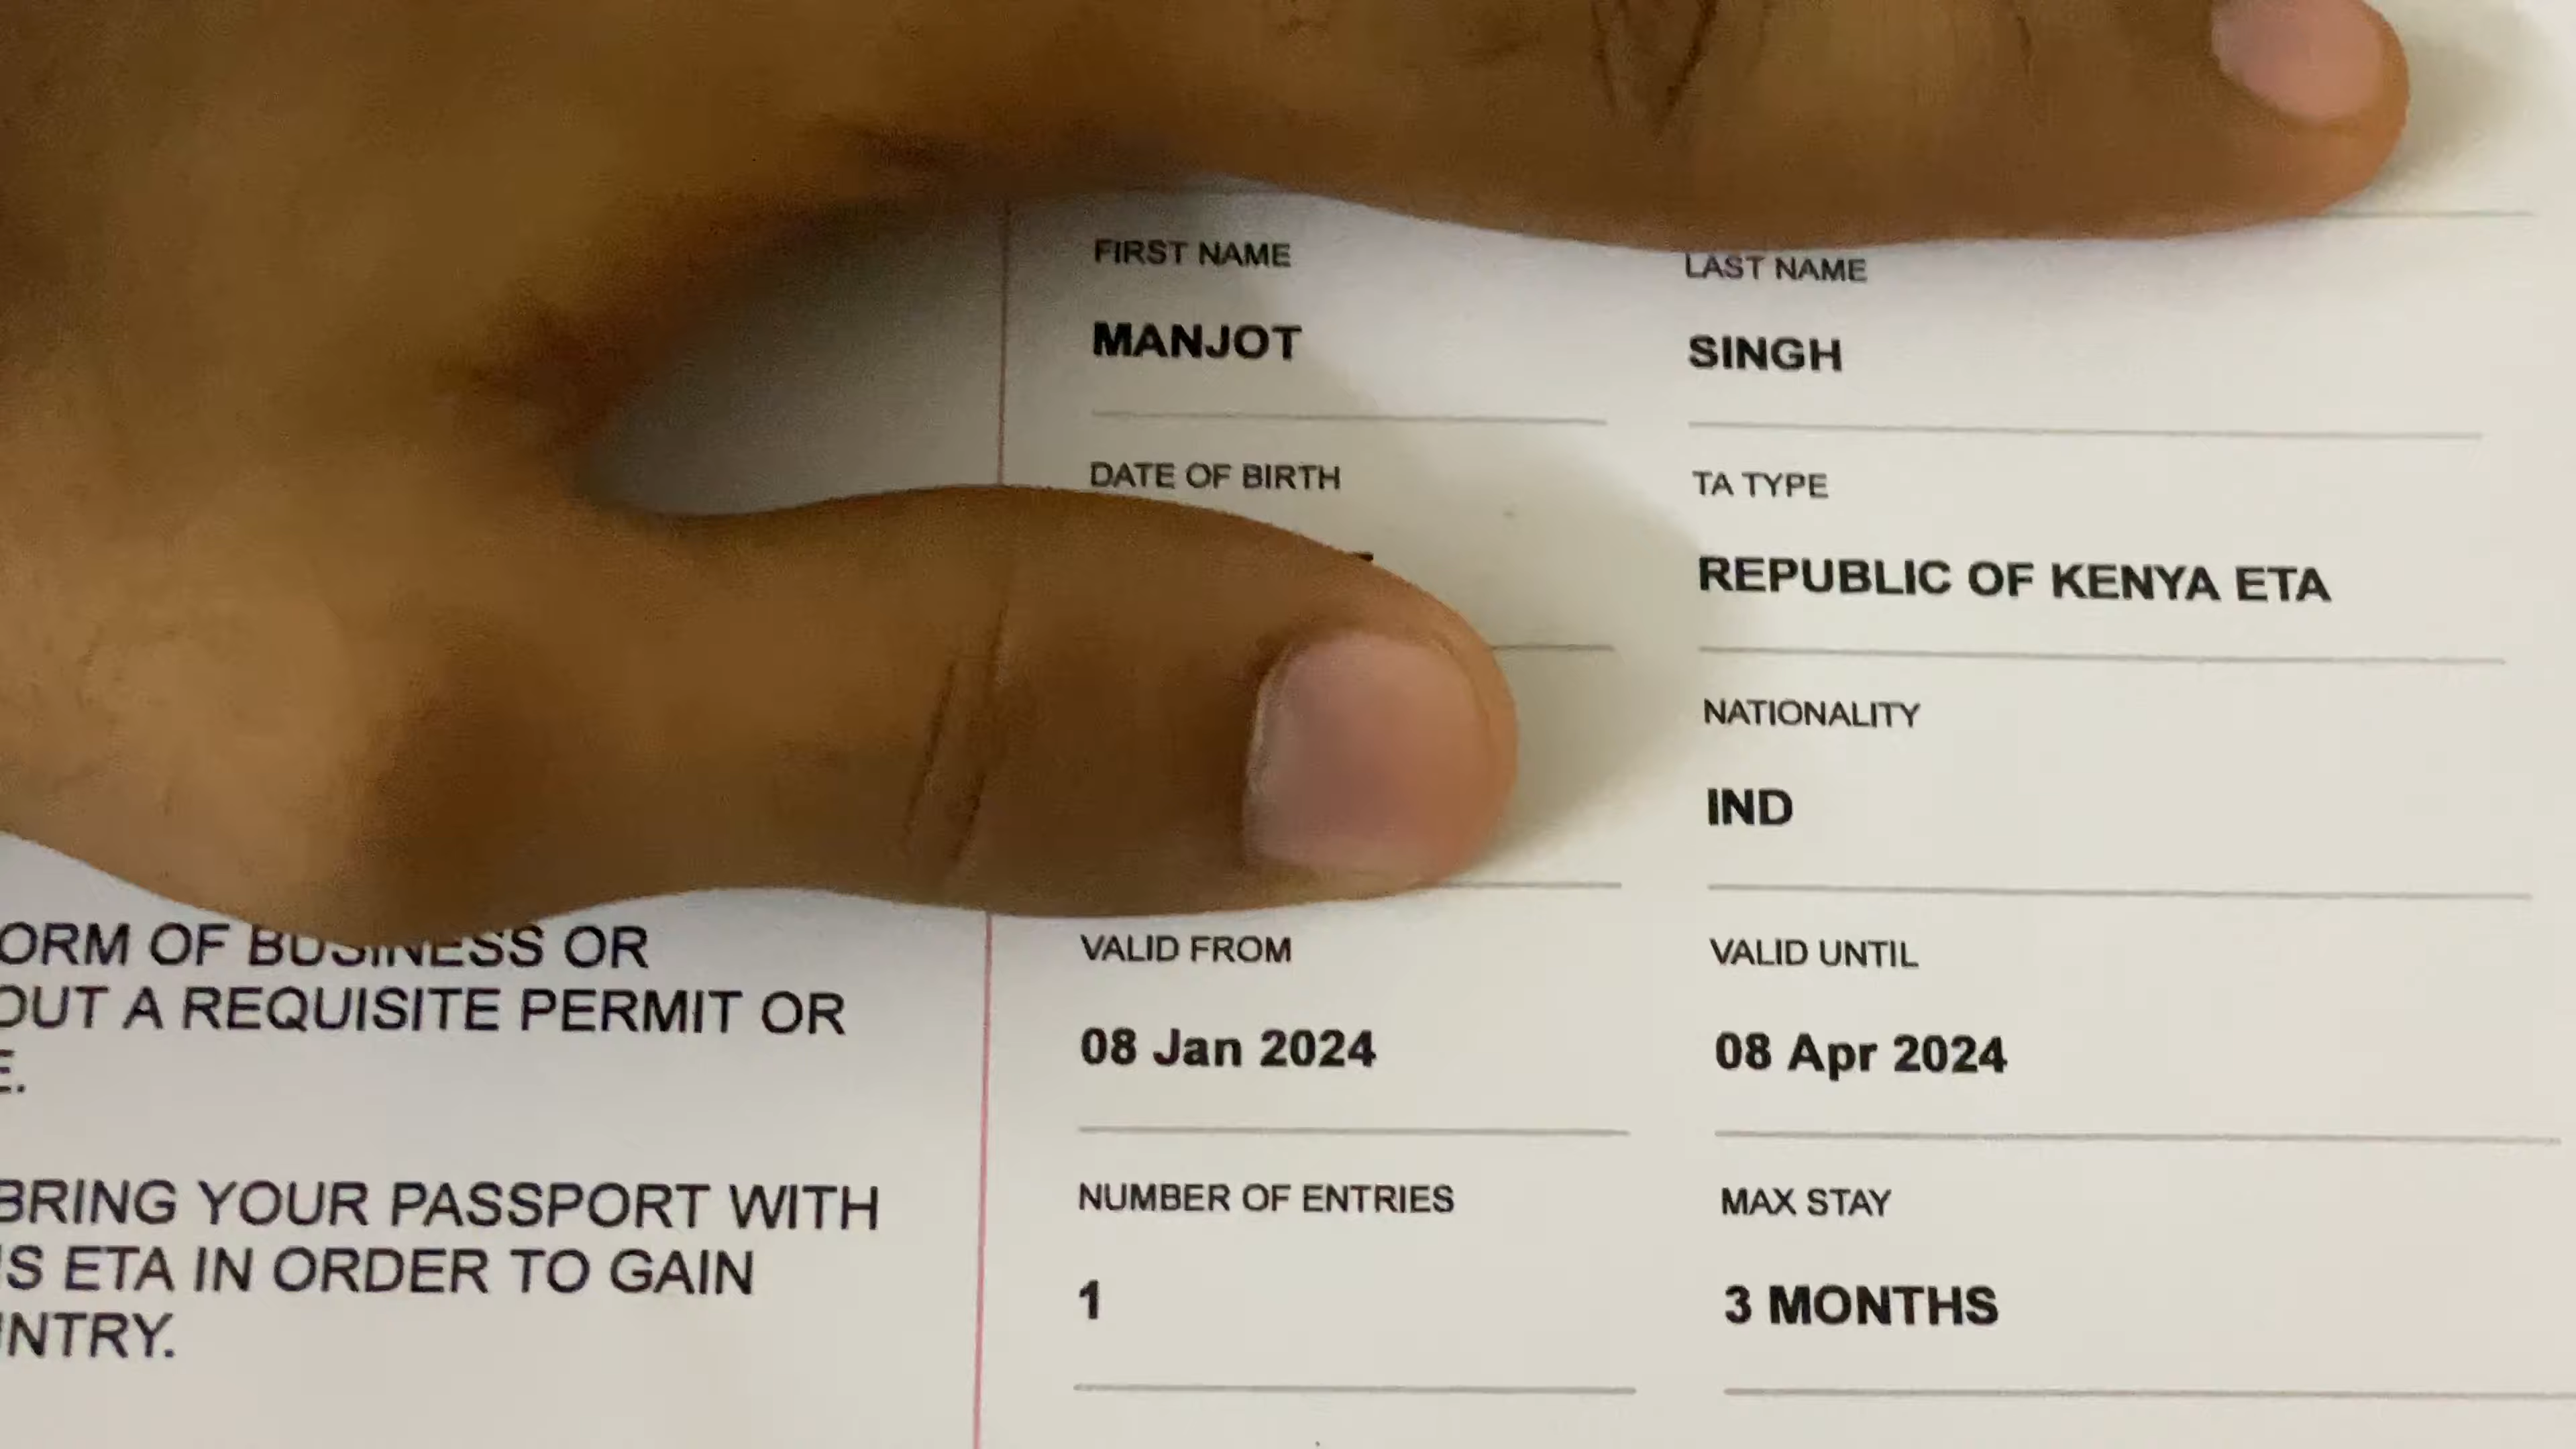 FIRST NAME
LAST NAME
MANJOT
SINGH
DATE OF BIRTH
TA TYPE
REPUBLIC OF KENYA ETA
NATIONALITY
IND
ORM OF BUSINESS OR
OUT A REQUISITE PERMIT OR
E.
VALID FROM
VALID UNTIL
08 Jan 2024
08 Apr 2024
BRING YOUR PASSPORT WITH
IS ETA IN ORDER TO GAIN
UNTRY.
NUMBER OF ENTRIES
MAX STAY
1
3 MONTHS